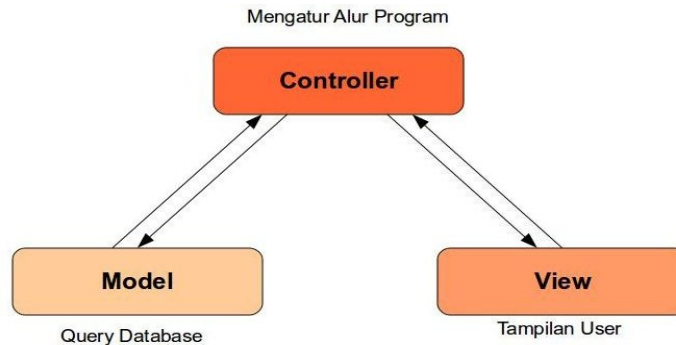 Mengatur Alur Program
Controller
Model
View
Query Database
Tampilan User